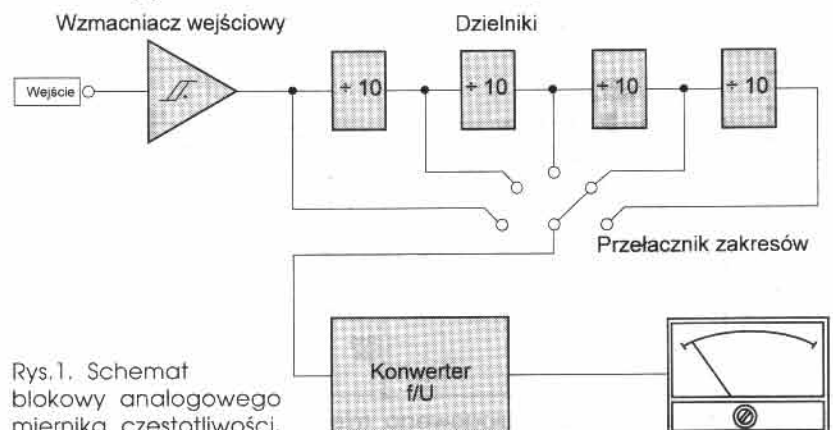 Wzmacniacz wejściowy
Dzielniki
Wejście
÷ 10
÷ 10
÷ 10
÷ 10
Przełacznik zakresów
Konwerter
f/U
Rys.1. Schemat
blokowy analogowego
miernika częstotliwości.